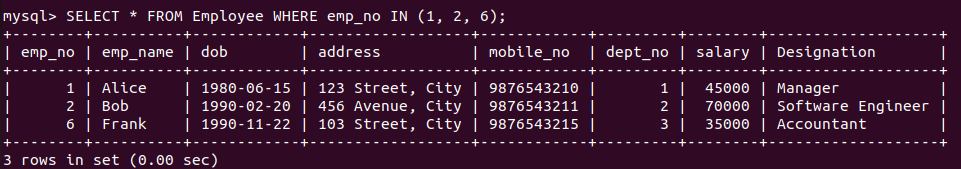 mysql> SELECT * FROM Employee WHERE emp_no IN (1, 2, 6);
+--------+----------+------------+------------------+------------+---------+--------+-------------------+
| emp_no | emp_name | dob        | address          | mobile_no  | dept_no | salary | Designation       |
+--------+----------+------------+------------------+------------+---------+--------+-------------------+
|      1 | Alice    | 1980-06-15 | 123 Street, City | 9876543210 |       1 |  45000 | Manager           |
|      2 | Bob      | 1990-02-20 | 456 Avenue, City | 9876543211 |       2 |  70000 | Software Engineer |
|      6 | Frank    | 1990-11-22 | 103 Street, City | 9876543215 |       3 |  35000 | Accountant        |
+--------+----------+------------+------------------+------------+---------+--------+-------------------+
3 rows in set (0.00 sec)